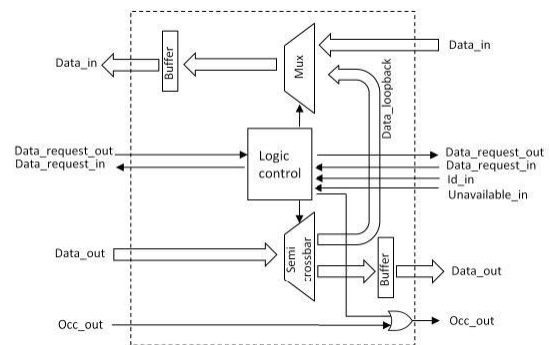 Data_in
Buffer
Mux
Data_in
Data_loopback
Data_request_out
Data_request_in
Logic
control
Data_request_out
Data_request_in
Id_in
Unavailable_in
Data_out
Semi
crossbar
Buffer
Data_out
Occ_out
Occ_out